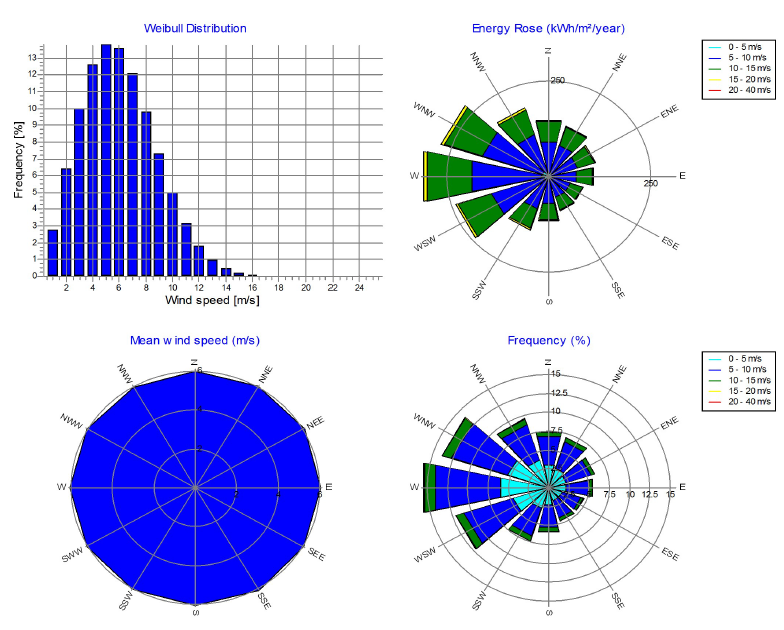 Weibull Distribution
Frequency [%]
13
12
11
10
9
8
7
6
5
4
3
2
1
0
2 4 6 8 10 12 14 16 18 20 22 24
Wind speed [m/s]
Energy Rose (kWh/m²/year)
N
NNW NNE
250
WNW ENE
W E
250
WSW ESE
SSW SSE
S
0 - 5 m/s
5 - 10 m/s
10 - 15 m/s
15 - 20 m/s
20 - 40 m/s
Mean wind speed (m/s)
N
NNW NNE
6
NWW NEE
4
2
W 2 4 6 E
SWW SEE
SSW SSE
S
Frequency (%)
N
NNW NNE
15
12.5
10
WNW 7.5 ENE
W 7.5 10 12.5 15 E
WSW ESE
SSW SSE
S
0 - 5 m/s
5 - 10 m/s
10 - 15 m/s
15 - 20 m/s
20 - 40 m/s